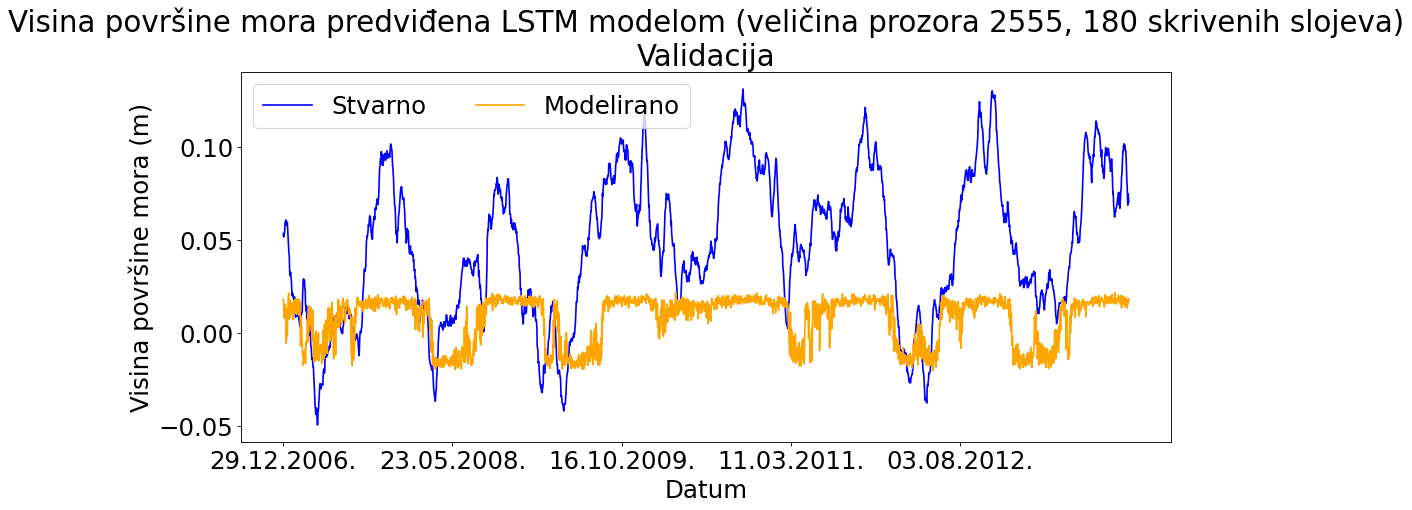 Visina površine mora predviđena LSTM modelom (veličina prozora 2555, 180 skrivenih slojeva)
Validacija
Stvarno Modelirano
Visina površine mora (m)
0.10
0.05
0.00
−0.05
29.12.2006. 23.05.2008. 16.10.2009. 11.03.2011. 03.08.2012.
Datum